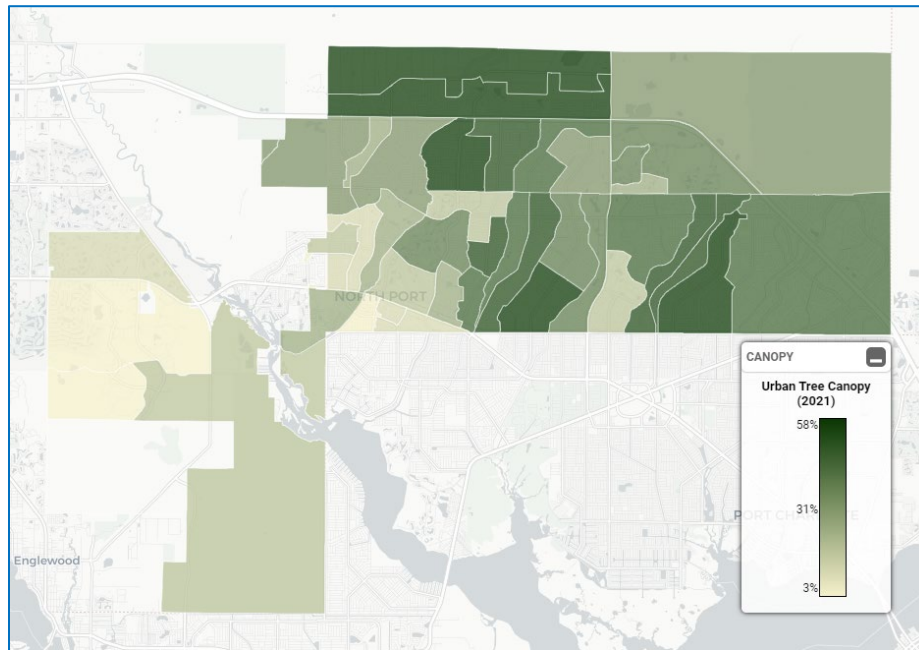 NORTH PORT
CANOPY
Urban Tree Canopy
(2021)
58%
31%
3%
PORT CHARLOTTE
Englewood